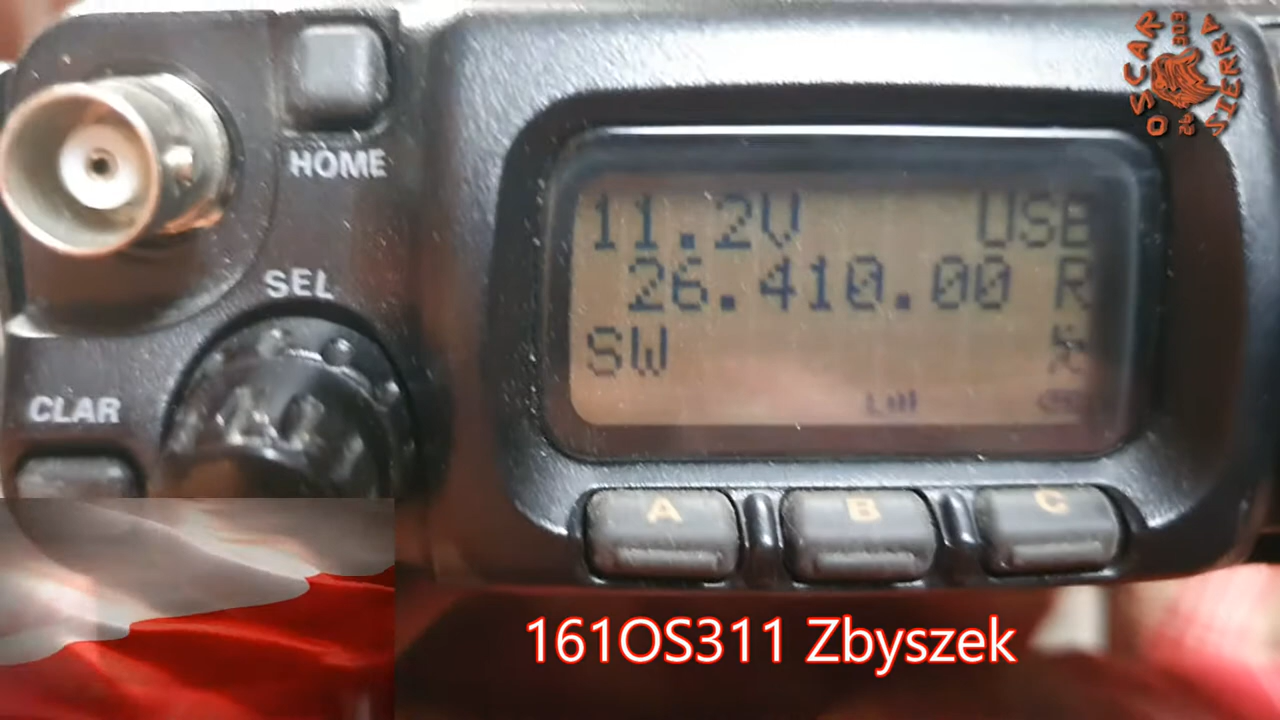 HOME
OSCAR
SIERRA
SEL
CLAR
11.2V USB
26.410.00 R
SW
A B C
161OS311 Zbyszek